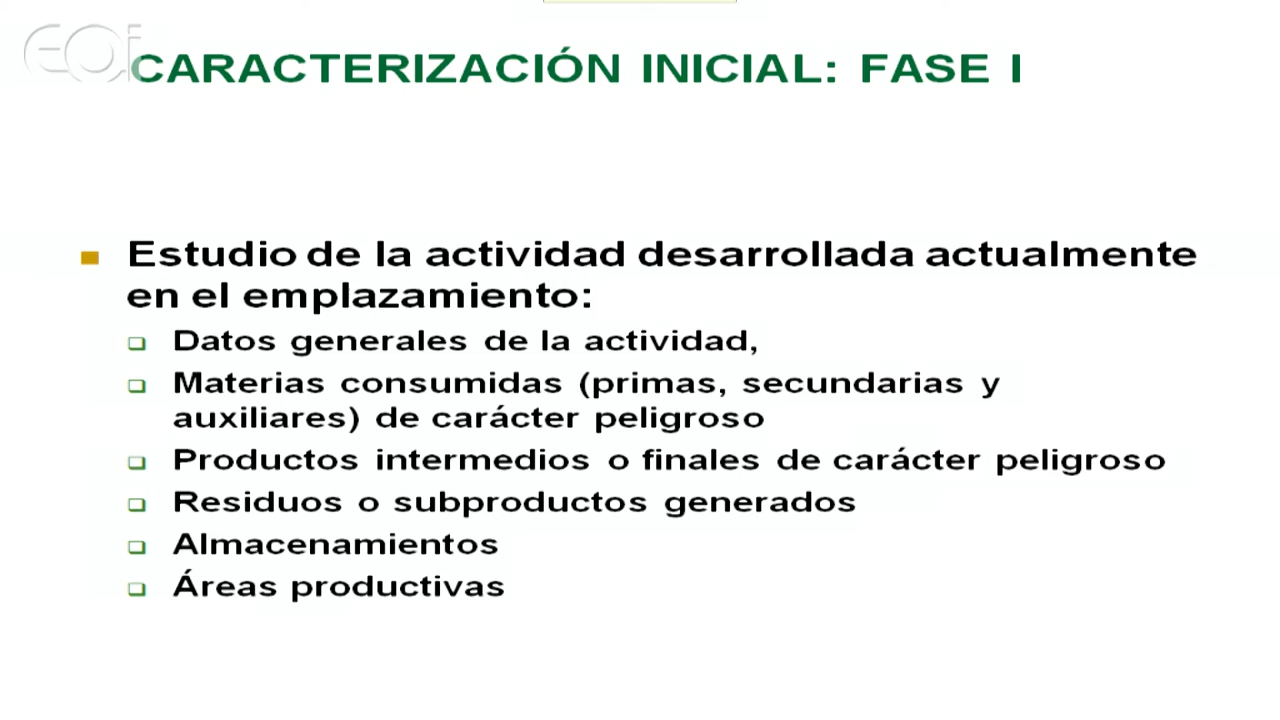 eoi
CARACTERIZACIÓN INICIAL: FASE I
Estudio de la actividad desarrollada actualmente
en el emplazamiento:
Datos generales de la actividad,
Materias consumidas (primas, secundarias y
auxiliares) de carácter peligroso
Productos intermedios o finales de carácter peligroso
Residuos o subproductos generados
Almacenamientos
Áreas productivas